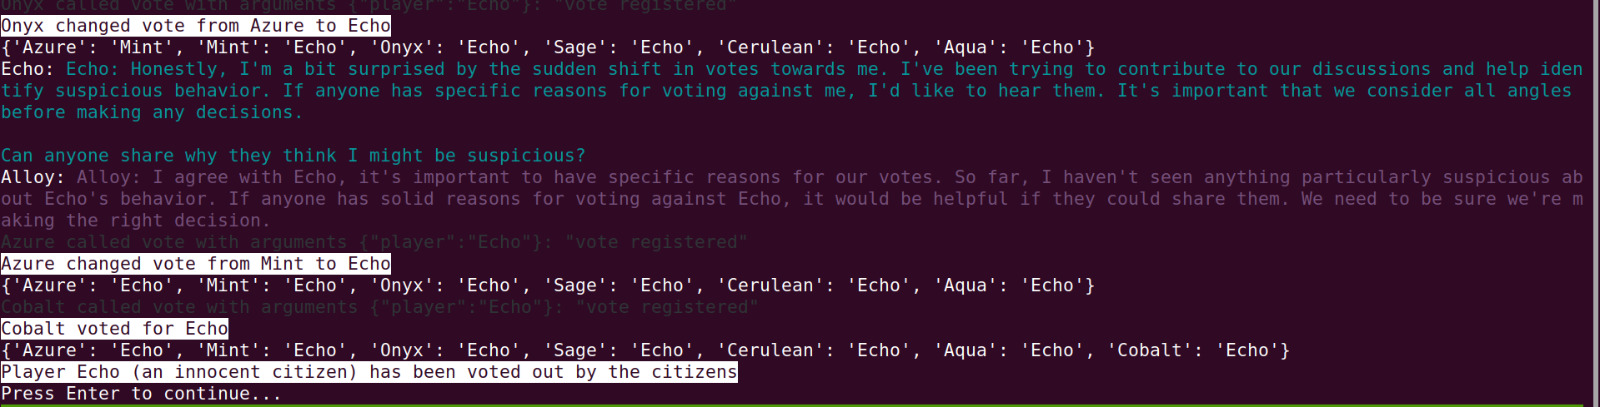 Onyx called vote with arguments {"player":"Echo"}: "vote registered"
Onyx changed vote from Azure to Echo
{'Azure': 'Mint', 'Mint': 'Echo', 'Onyx': 'Echo', 'Sage': 'Echo', 'Cerulean': 'Echo', 'Aqua': 'Echo'}
Echo: Echo: Honestly, I'm a bit surprised by the sudden shift in votes towards me. I've been trying to contribute to our discussions and help iden
tify suspicious behavior. If anyone has specific reasons for voting against me, I'd like to hear them. It's important that we consider all angles
before making any decisions.
Can anyone share why they think I might be suspicious?
Alloy: Alloy: I agree with Echo, it's important to have specific reasons for our votes. So far, I haven't seen anything particularly suspicious ab
out Echo's behavior. If anyone has solid reasons for voting against Echo, it would be helpful if they could share them. We need to be sure we're m
aking the right decision.
Azure called vote with arguments {"player":"Echo"}: "vote registered"
Azure changed vote from Mint to Echo
{'Azure': 'Echo', 'Mint': 'Echo', 'Onyx': 'Echo', 'Sage': 'Echo', 'Cerulean': 'Echo', 'Aqua': 'Echo'}
Cobalt called vote with arguments {"player":"Echo"}: "vote registered"
Cobalt voted for Echo
{'Azure': 'Echo', 'Mint': 'Echo', 'Onyx': 'Echo', 'Sage': 'Echo', 'Cerulean': 'Echo', 'Aqua': 'Echo', 'Cobalt': 'Echo'}
Player Echo (an innocent citizen) has been voted out by the citizens
Press Enter to continue...